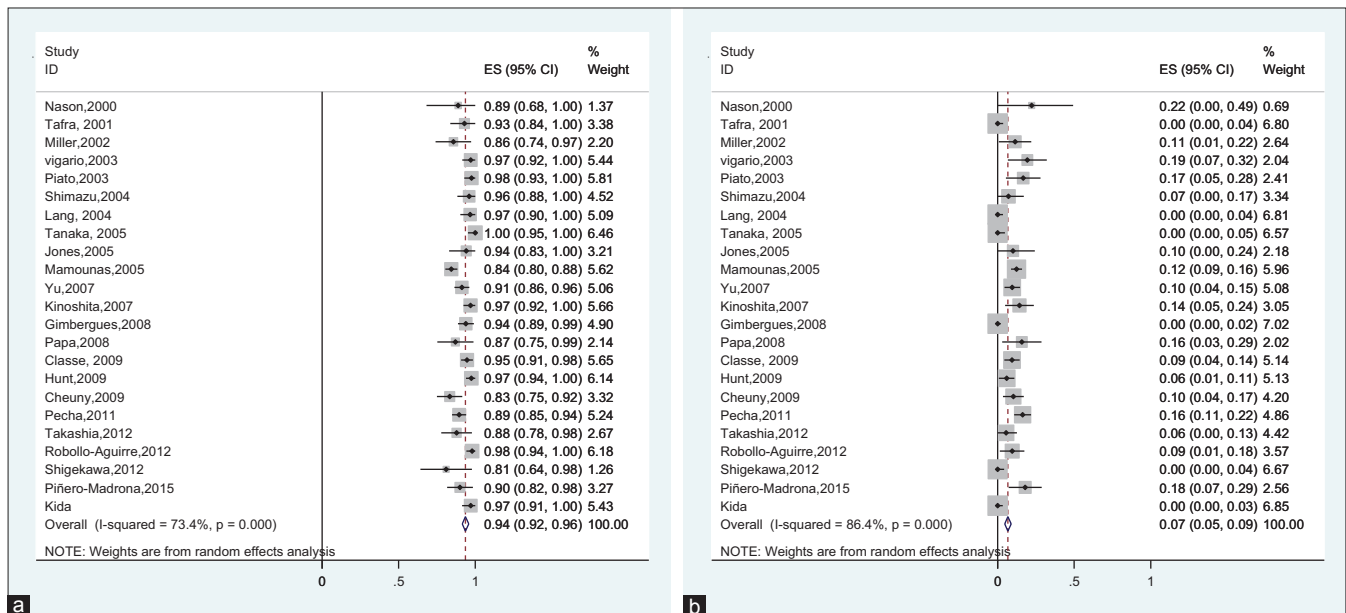 Study %
ID ES (95% CI) Weight
Nason,2000 0.89 (0.68, 1.00) 1.37
Tafra, 2001 0.93 (0.84, 1.00) 3.38
Miller,2002 0.86 (0.74, 0.97) 2.20
vigario,2003 0.97 (0.92, 1.00) 5.44
Piato,2003 0.98 (0.93, 1.00) 5.81
Shimazu,2004 0.96 (0.88, 1.00) 4.52
Lang, 2004 0.97 (0.90, 1.00) 5.09
Tanaka, 2005 1.00 (0.95, 1.00) 6.46
Jones,2005 0.94 (0.83, 1.00) 3.21
Mamounas,2005 0.84 (0.80, 0.88) 5.62
Yu,2007 0.91 (0.86, 0.96) 5.06
Kinoshita,2007 0.97 (0.92, 1.00) 5.66
Gimbergues,2008 0.94 (0.89, 0.99) 4.90
Papa,2008 0.87 (0.75, 0.99) 2.14
Classe, 2009 0.95 (0.91, 0.98) 5.65
Hunt,2009 0.97 (0.94, 1.00) 6.14
Cheuny,2009 0.83 (0.75, 0.92) 3.32
Pecha,2011 0.89 (0.85, 0.94) 5.24
Takashia,2012 0.88 (0.78, 0.98) 2.67
Robollo-Aguirre,2012 0.98 (0.94, 1.00) 6.18
Shigekawa,2012 0.81 (0.64, 0.98) 1.26
Piñero-Madrona,2015 0.90 (0.82, 0.98) 3.27
Kida 0.97 (0.91, 1.00) 5.43
Overall (I-squared = 73.4%, p = 0.000) 0.94 (0.92, 0.96) 100.00
NOTE: Weights are from random effects analysis
0 .5 1
a
Study %
ID ES (95% CI) Weight
Nason,2000 0.22 (0.00, 0.49) 0.69
Tafra, 2001 0.00 (0.00, 0.04) 6.80
Miller,2002 0.11 (0.01, 0.22) 2.64
vigario,2003 0.19 (0.07, 0.32) 2.04
Piato,2003 0.17 (0.05, 0.28) 2.41
Shimazu,2004 0.07 (0.00, 0.17) 3.34
Lang, 2004 0.00 (0.00, 0.04) 6.81
Tanaka, 2005 0.00 (0.00, 0.05) 6.57
Jones,2005 0.10 (0.00, 0.24) 2.18
Mamounas,2005 0.12 (0.09, 0.16) 5.96
Yu,2007 0.10 (0.04, 0.15) 5.08
Kinoshita,2007 0.14 (0.05, 0.24) 3.05
Gimbergues,2008 0.00 (0.00, 0.02) 7.02
Papa,2008 0.16 (0.03, 0.29) 2.02
Classe, 2009 0.09 (0.04, 0.14) 5.14
Hunt,2009 0.06 (0.01, 0.11) 5.13
Cheuny,2009 0.10 (0.04, 0.17) 4.20
Pecha,2011 0.16 (0.11, 0.22) 4.86
Takashia,2012 0.06 (0.00, 0.13) 4.42
Robollo-Aguirre,2012 0.09 (0.01, 0.18) 3.57
Shigekawa,2012 0.00 (0.00, 0.04) 6.67
Piñero-Madrona,2015 0.18 (0.07, 0.29) 2.56
Kida 0.00 (0.00, 0.03) 6.85
Overall (I-squared = 86.4%, p = 0.000) 0.07 (0.05, 0.09) 100.00
NOTE: Weights are from random effects analysis
0 .5 1
b